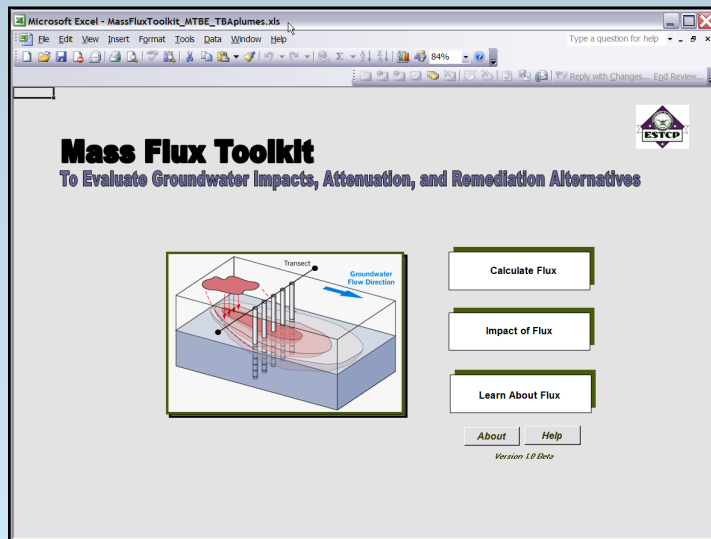 Microsoft Excel - MassFluxToolkit_MTBE_TBAplumes.xls
File Edit View Insert Format Tools Data Window Help
Type a question for help
84%
Reply with Changes... End Review...
ESTCP
Mass Flux Toolkit
To Evaluate Groundwater Impacts, Attenuation, and Remediation Alternatives
Transect
Groundwater
Flow Direction
Calculate Flux
Impact of Flux
Learn About Flux
About Help
Version 1.0 Beta